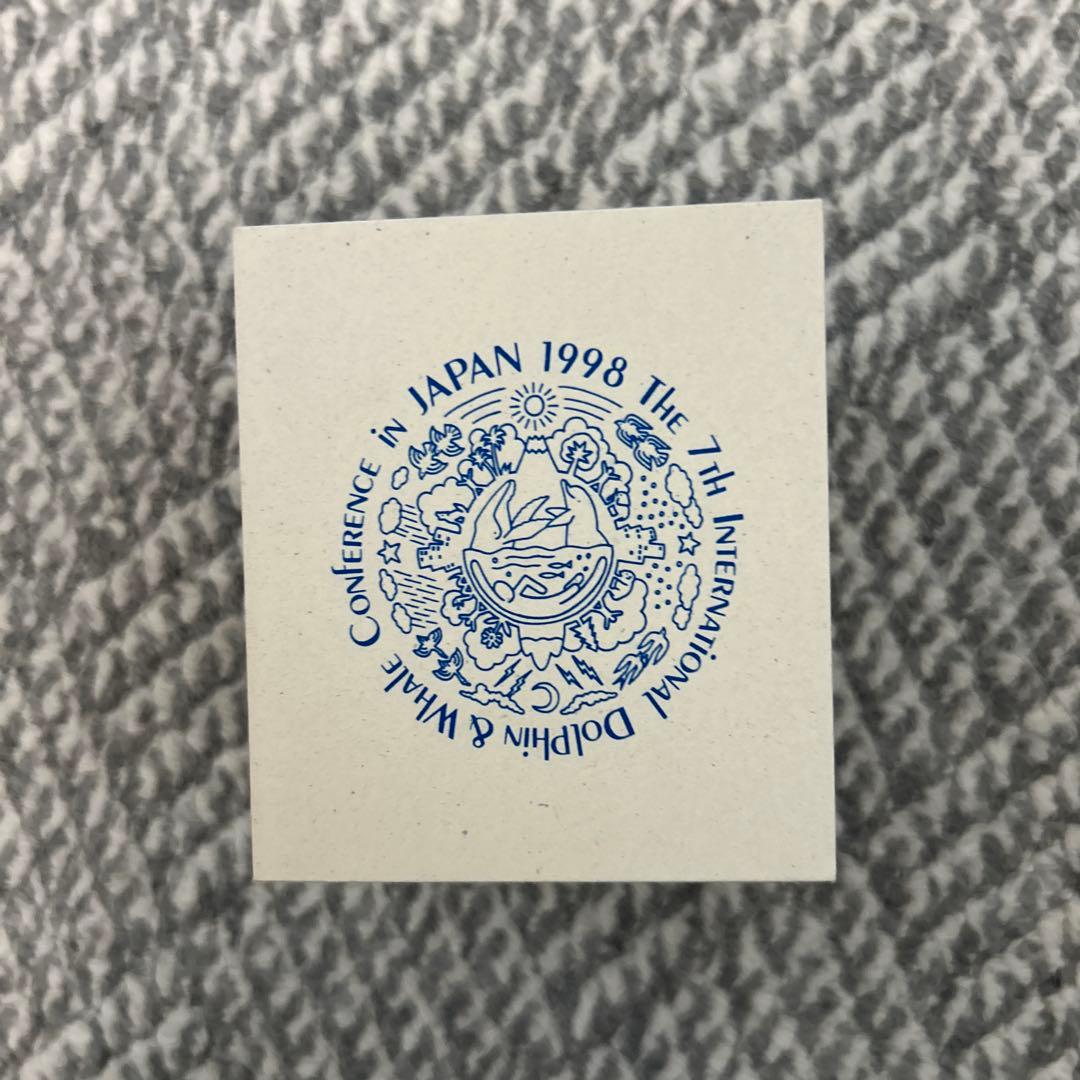 The 7th International Dolphin & Whale Conference in JAPAN 1998